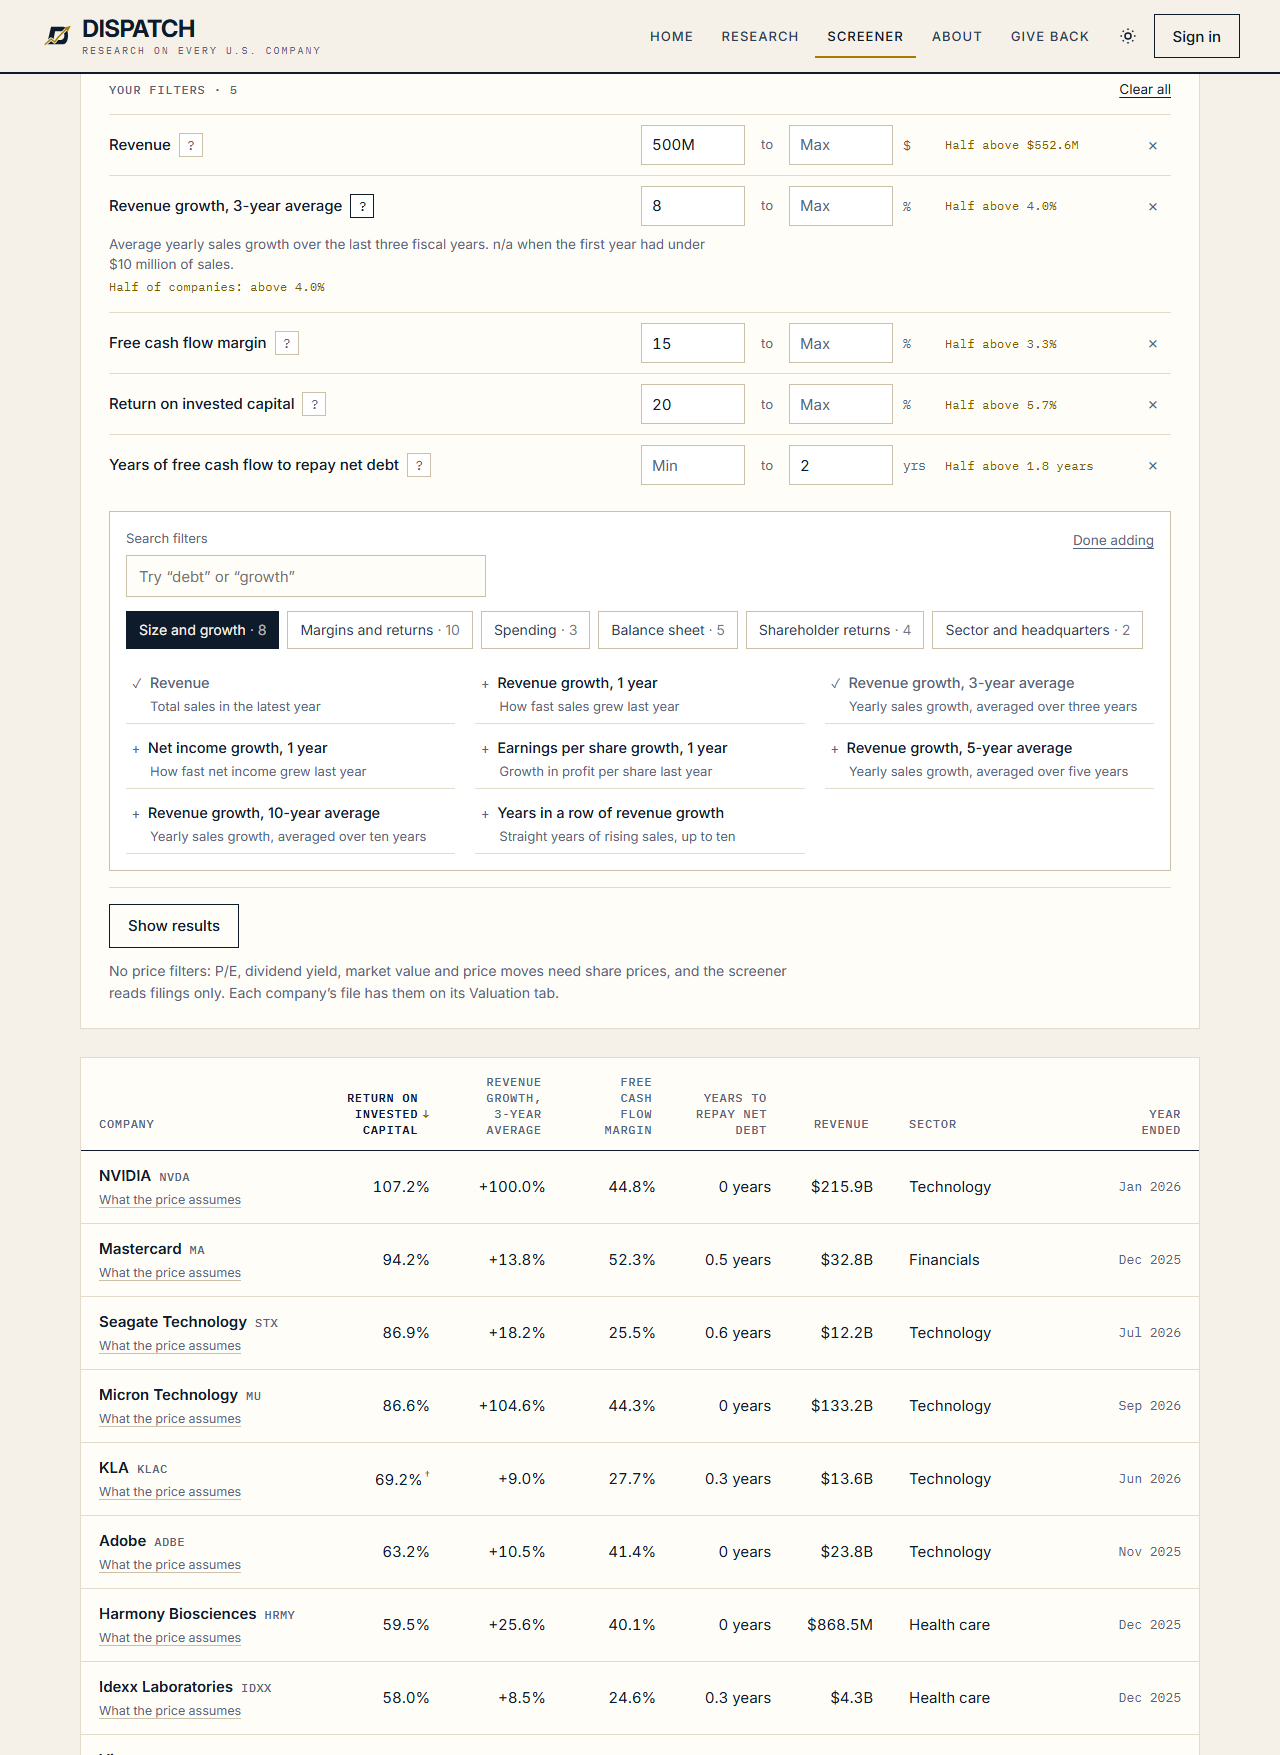 DISPATCH
RESEARCH ON EVERY U.S. COMPANY
HOME RESEARCH SCREENER ABOUT GIVE BACK Sign in
YOUR FILTERS · 5 Clear all
Revenue ? 500M to Max $ Half above $552.6M ×
Revenue growth, 3-year average ? 8 to Max % Half above 4.0% ×
Average yearly sales growth over the last three fiscal years. n/a when the first year had under
$10 million of sales.
Half of companies: above 4.0%
Free cash flow margin ? 15 to Max % Half above 3.3% ×
Return on invested capital ? 20 to Max % Half above 5.7% ×
Years of free cash flow to repay net debt ? Min to 2 yrs Half above 1.8 years ×
Search filters Done adding
Try “debt” or “growth”
Size and growth · 8 Margins and returns · 10 Spending · 3 Balance sheet · 5 Shareholder returns · 4 Sector and headquarters · 2
✓ Revenue + Revenue growth, 1 year ✓ Revenue growth, 3-year average
Total sales in the latest year How fast sales grew last year Yearly sales growth, averaged over three years
+ Net income growth, 1 year + Earnings per share growth, 1 year + Revenue growth, 5-year average
How fast net income grew last year Growth in profit per share last year Yearly sales growth, averaged over five years
+ Revenue growth, 10-year average + Years in a row of revenue growth
Yearly sales growth, averaged over ten years Straight years of rising sales, up to ten
Show results
No price filters: P/E, dividend yield, market value and price moves need share prices, and the screener
reads filings only. Each company’s file has them on its Valuation tab.
REVENUE FREE
RETURN ON GROWTH, CASH YEARS TO
INVESTED ↓ 3-YEAR FLOW REPAY NET YEAR
COMPANY CAPITAL AVERAGE MARGIN DEBT REVENUE SECTOR ENDED
NVIDIA NVDA 107.2% +100.0% 44.8% 0 years $215.9B Technology Jan 2026
What the price assumes
Mastercard MA 94.2% +13.8% 52.3% 0.5 years $32.8B Financials Dec 2025
What the price assumes
Seagate Technology STX 86.9% +18.2% 25.5% 0.6 years $12.2B Technology Jul 2026
What the price assumes
Micron Technology MU 86.6% +104.6% 44.3% 0 years $133.2B Technology Sep 2026
What the price assumes
KLA KLAC 69.2% † +9.0% 27.7% 0.3 years $13.6B Technology Jun 2026
What the price assumes
Adobe ADBE 63.2% +10.5% 41.4% 0 years $23.8B Technology Nov 2025
What the price assumes
Harmony Biosciences HRMY 59.5% +25.6% 40.1% 0 years $868.5M Health care Dec 2025
What the price assumes
Idexx Laboratories IDXX 58.0% +8.5% 24.6% 0.3 years $4.3B Health care Dec 2025
What the price assumes